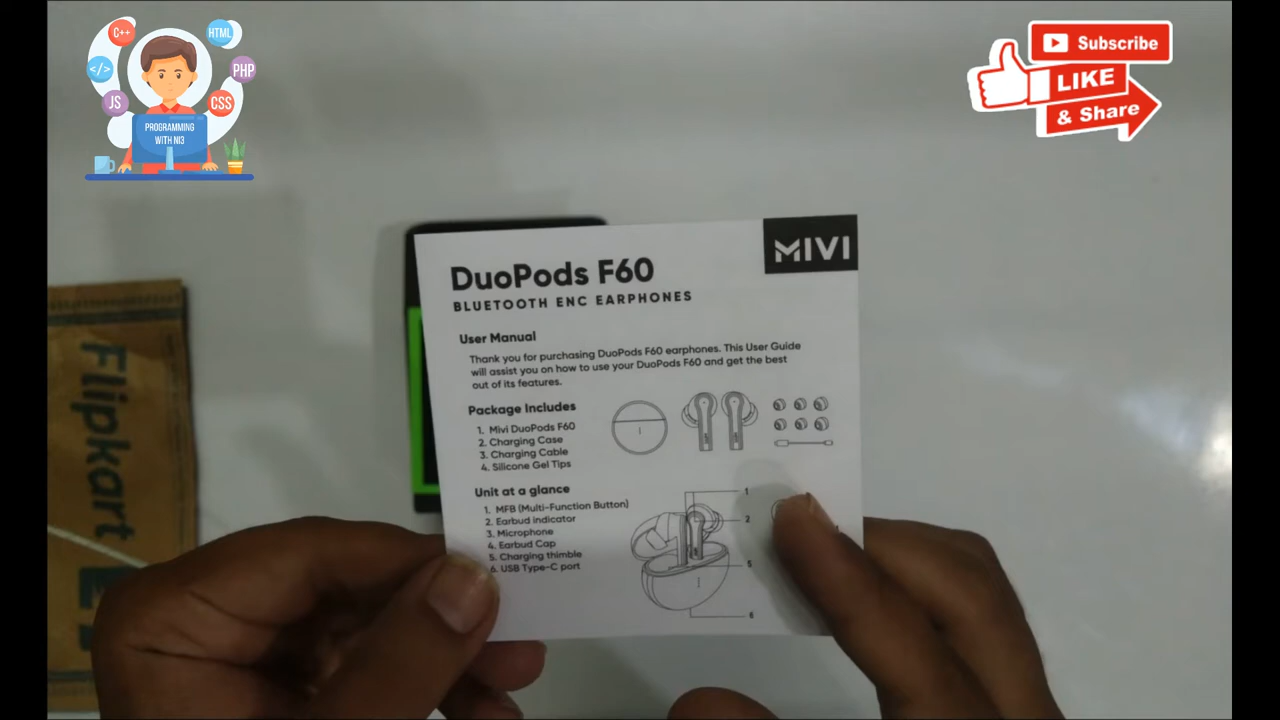 C++
HTML
</>
PHP
JS
CSS
PROGRAMMING
WITH NI3
Subscribe
LIKE
& Share
MIVI
DuoPods F60
BLUETOOTH ENC EARPHONES
User Manual
Thank you for purchasing DuoPods F60 earphones. This User Guide
will assist you on how to use your DuoPods F60 and get the best
out of its features.
Package Includes
1. Mivi DuoPods F60
2. Charging Case
3. Charging Cable
4. Silicone Gel Tips
Unit at a glance
1. MFB (Multi-Function Button)
2. Earbud indicator
3. Microphone
4. Earbud Cap
5. Charging thimble
6. USB Type-C port
1
2
5
6
Flipkart